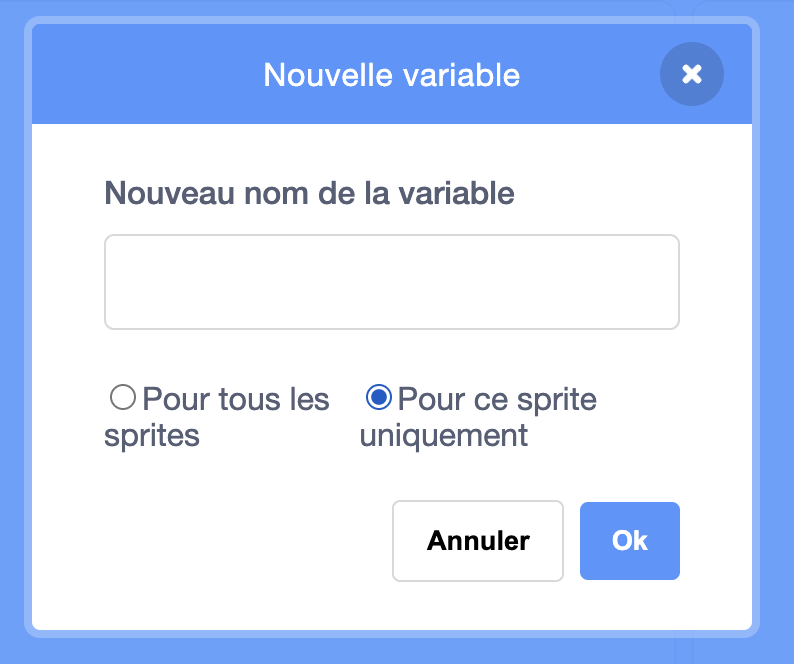 Nouvelle variable
Nouveau nom de la variable
Pour tous les
sprites
Pour ce sprite
uniquement
Annuler
Ok